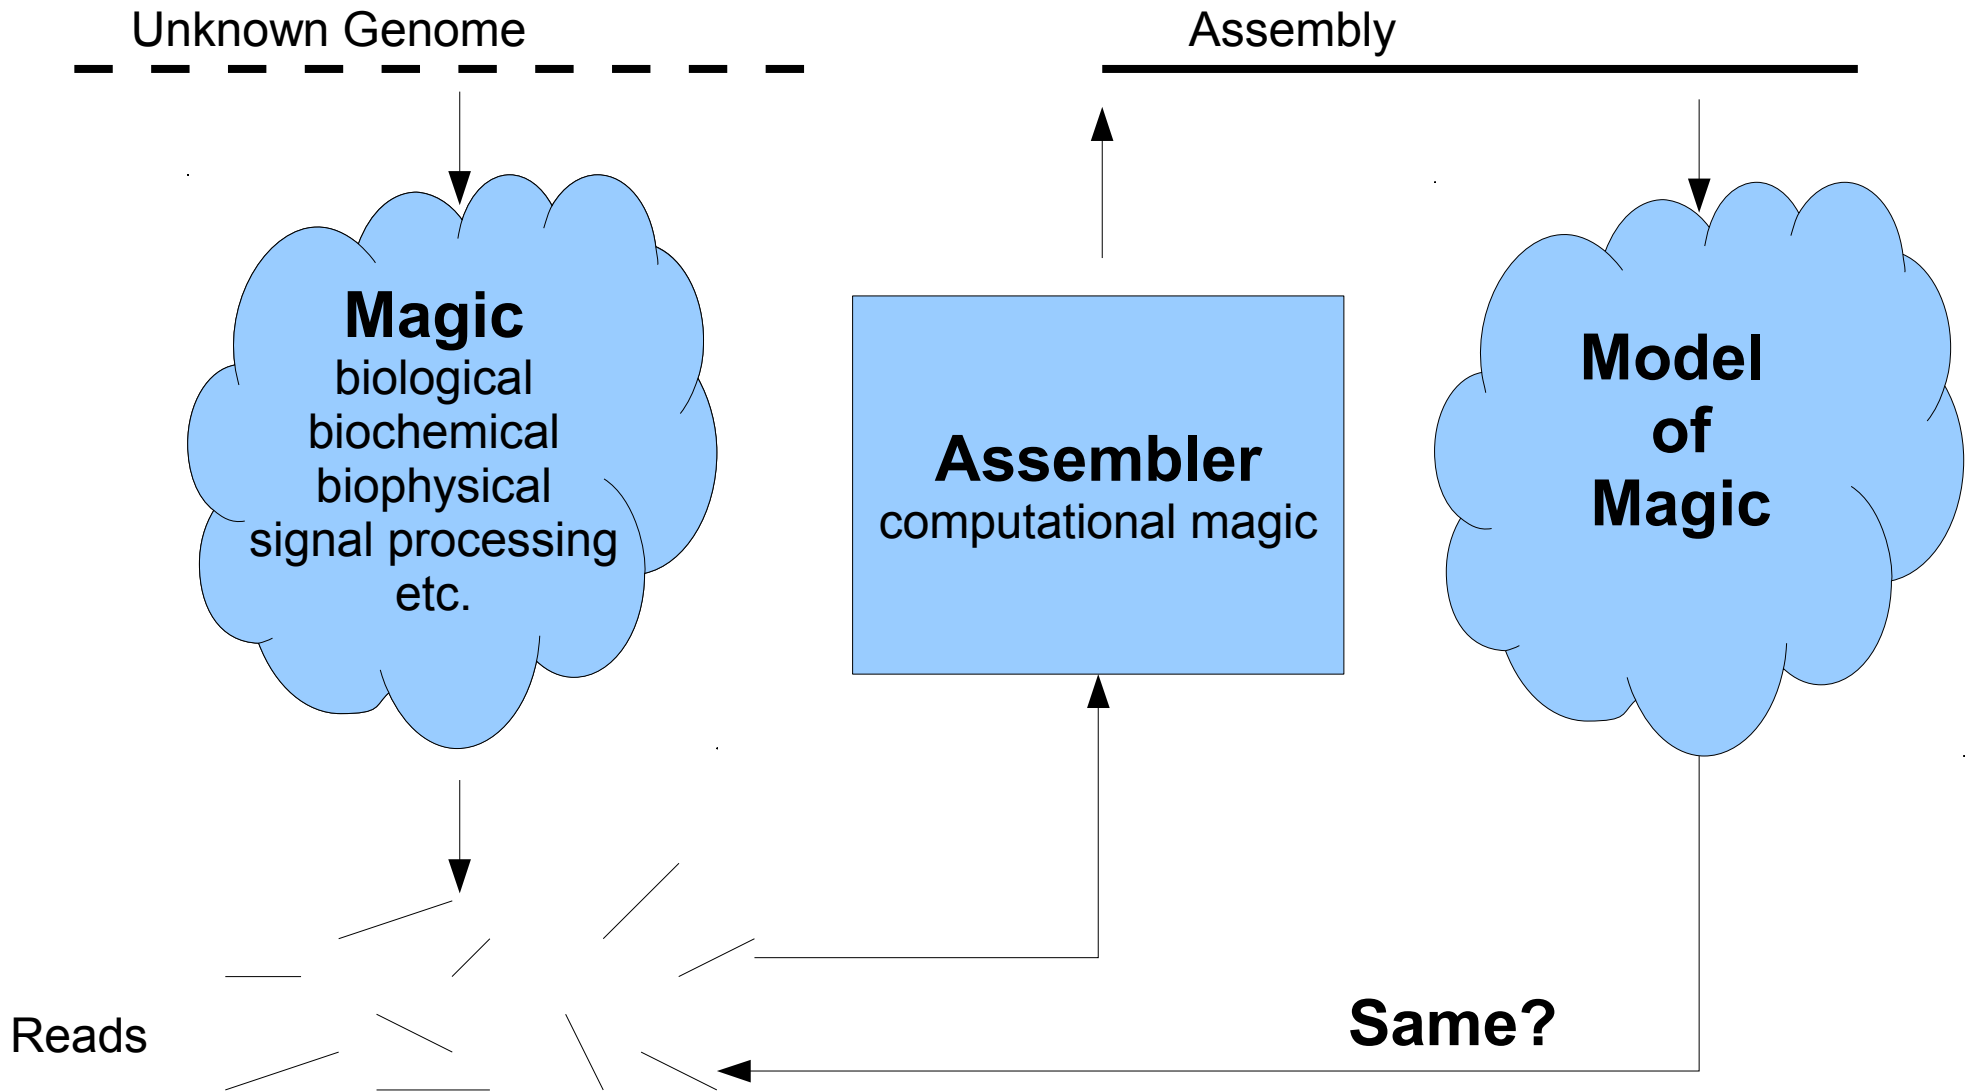 Unknown Genome
Assembly
Magic
biological
biochemical
biophysical
signal processing
etc.
Assembler
computational magic
Model
of
Magic
Reads
Same?